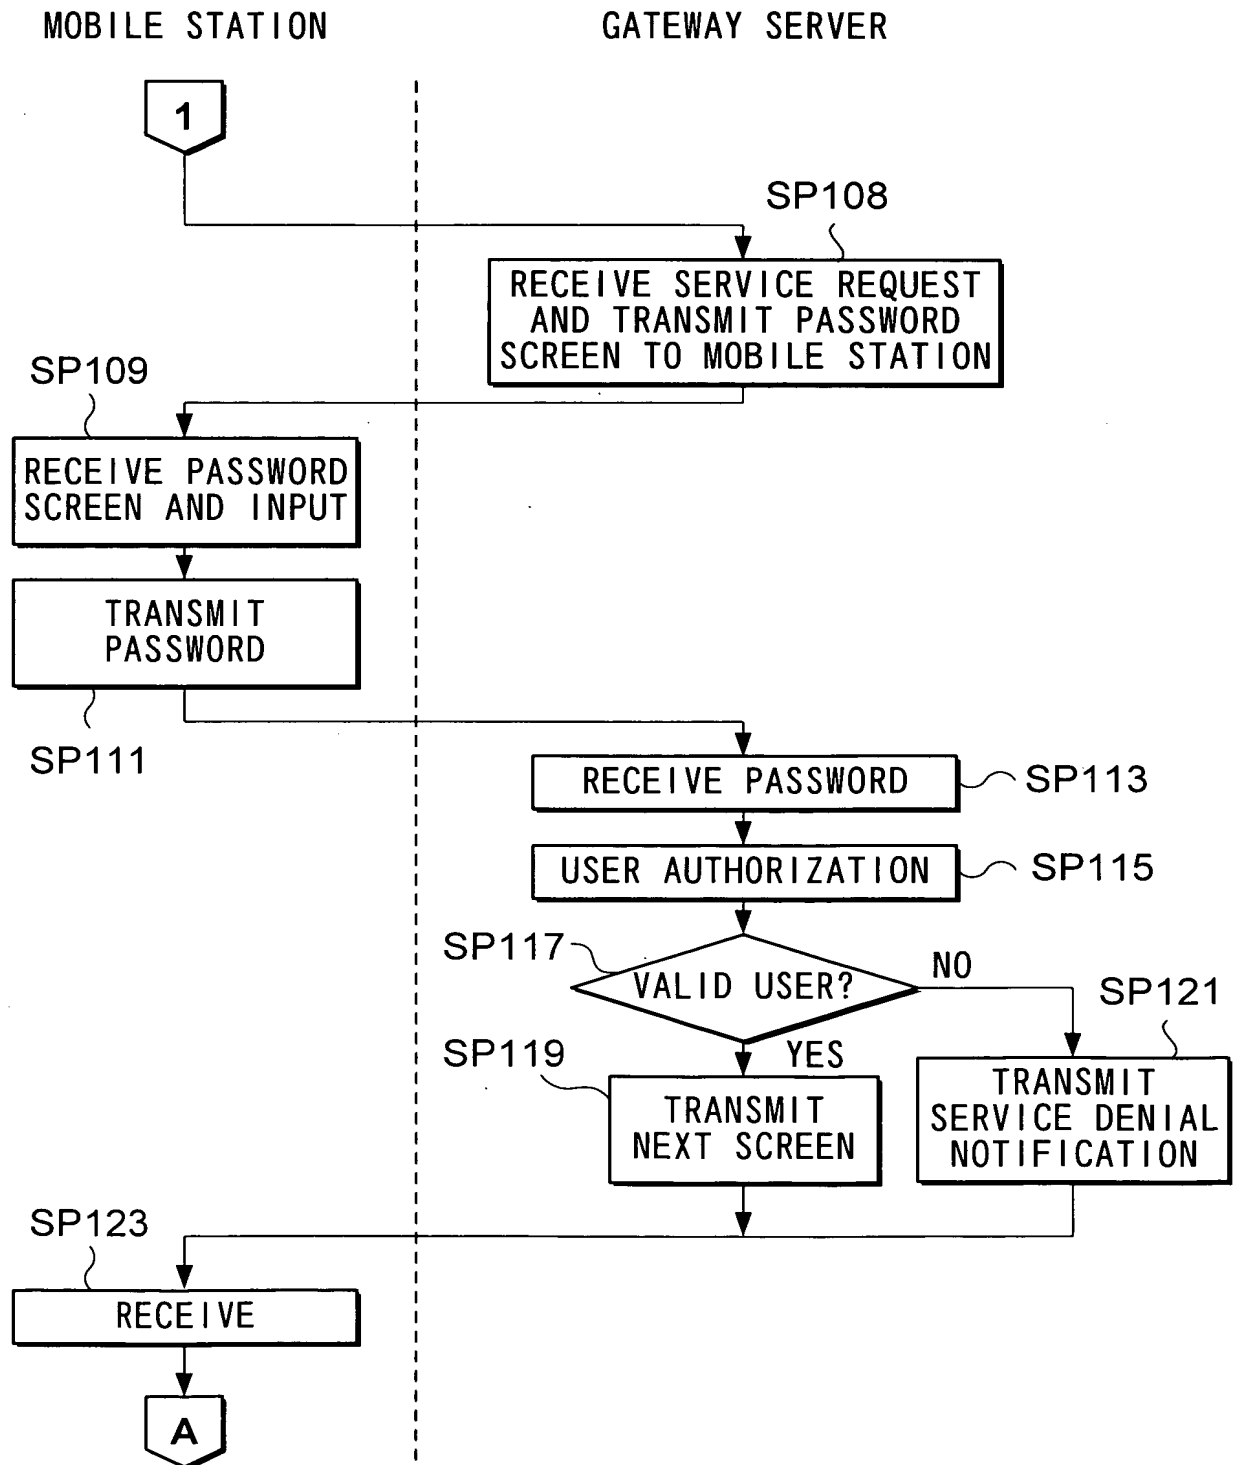 MOBILE STATION
GATEWAY SERVER
1
SP108
RECEIVE SERVICE REQUEST
AND TRANSMIT PASSWORD
SCREEN TO MOBILE STATION
SP109
RECEIVE PASSWORD
SCREEN AND INPUT
TRANSMIT
PASSWORD
SP111
RECEIVE PASSWORD
SP113
USER AUTHORIZATION
SP115
SP117
VALID USER?
NO
SP121
SP119
YES
TRANSMIT
NEXT SCREEN
TRANSMIT
SERVICE DENIAL
NOTIFICATION
SP123
RECEIVE
A